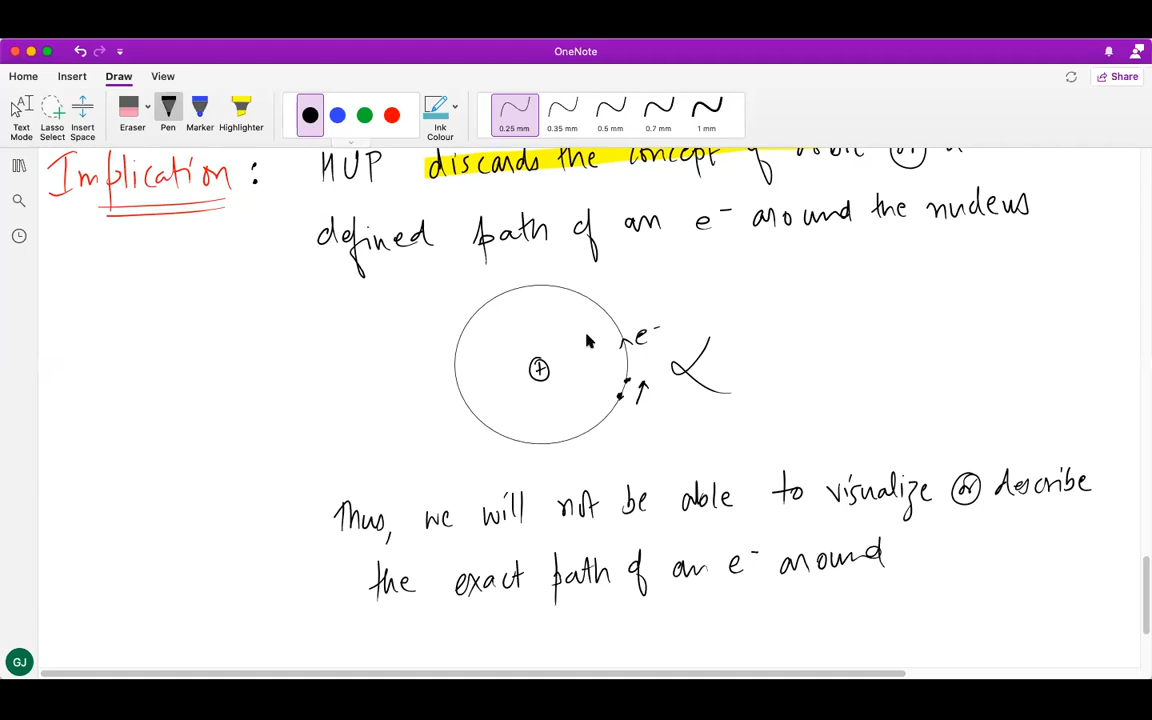 OneNote
Home Insert Draw View
Share
Text Mode
Lasso Select
Insert Space
Eraser
Pen
Marker
Highlighter
Ink Colour
0.25 mm
0.35 mm
0.5 mm
0.7 mm
1 mm
Implication : HUP discards the concept of orbit or a
defined path of an e- around the nucleus
+
e-
Thus, we will not be able to visualize or describe
the exact path of an e- around
GJ